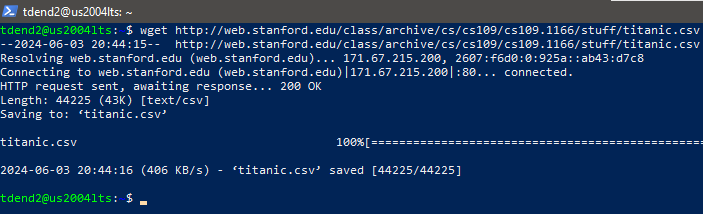 tdend2@us2004lts: ~
tdend2@us2004lts:~$ wget http://web.stanford.edu/class/archive/cs/cs109/cs109.1166/stuff/titanic.csv
--2024-06-03 20:44:15--  http://web.stanford.edu/class/archive/cs/cs109/cs109.1166/stuff/titanic.csv
Resolving web.stanford.edu (web.stanford.edu)... 171.67.215.200, 2607:f6d0:0:925a::ab43:d7c8
Connecting to web.stanford.edu (web.stanford.edu)|171.67.215.200|:80... connected.
HTTP request sent, awaiting response... 200 OK
Length: 44225 (43K) [text/csv]
Saving to: ‘titanic.csv’
titanic.csv 100%[================================================
2024-06-03 20:44:16 (406 KB/s) - ‘titanic.csv’ saved [44225/44225]
tdend2@us2004lts:~$